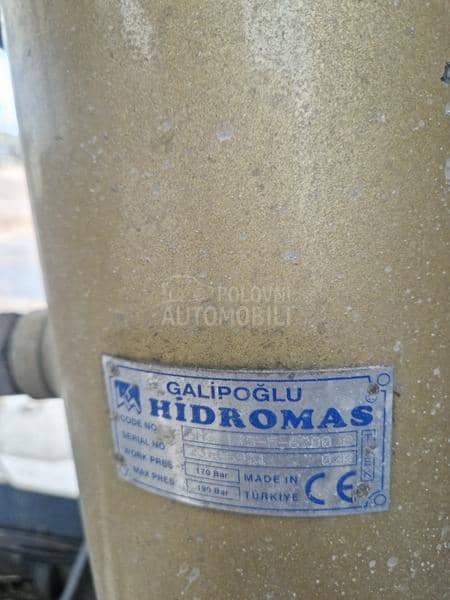 POLOVNI
AUTOMOBILI
GALİPOĞLU
HİDROMAS
CODE NO
SERIAL NO
WORK PRES 170 Bar MADE IN
MAX PRES 190 Bar TÜRKİYE CE